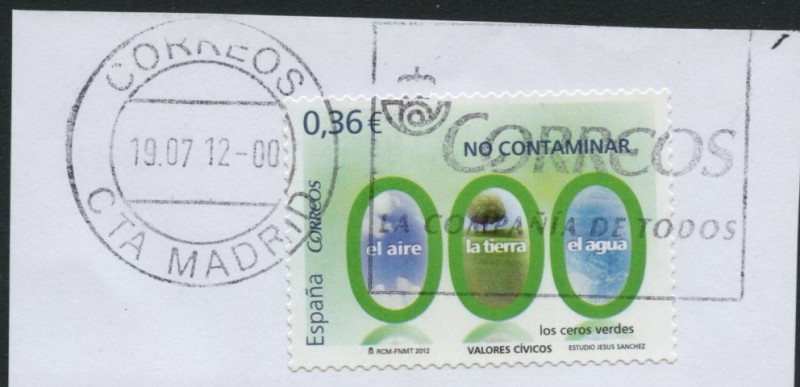 CORREOS
19.07 12-00
CTA MADRID
0,36€
CORREOS
NO CONTAMINAR
LA COMPAÑÍA DE TODOS
España CORREOS
el aire
la tierra
el agua
los ceros verdes
RCM-FNMT 2012
VALORES CÍVICOS
ESTUDIO JESUS SANCHEZ